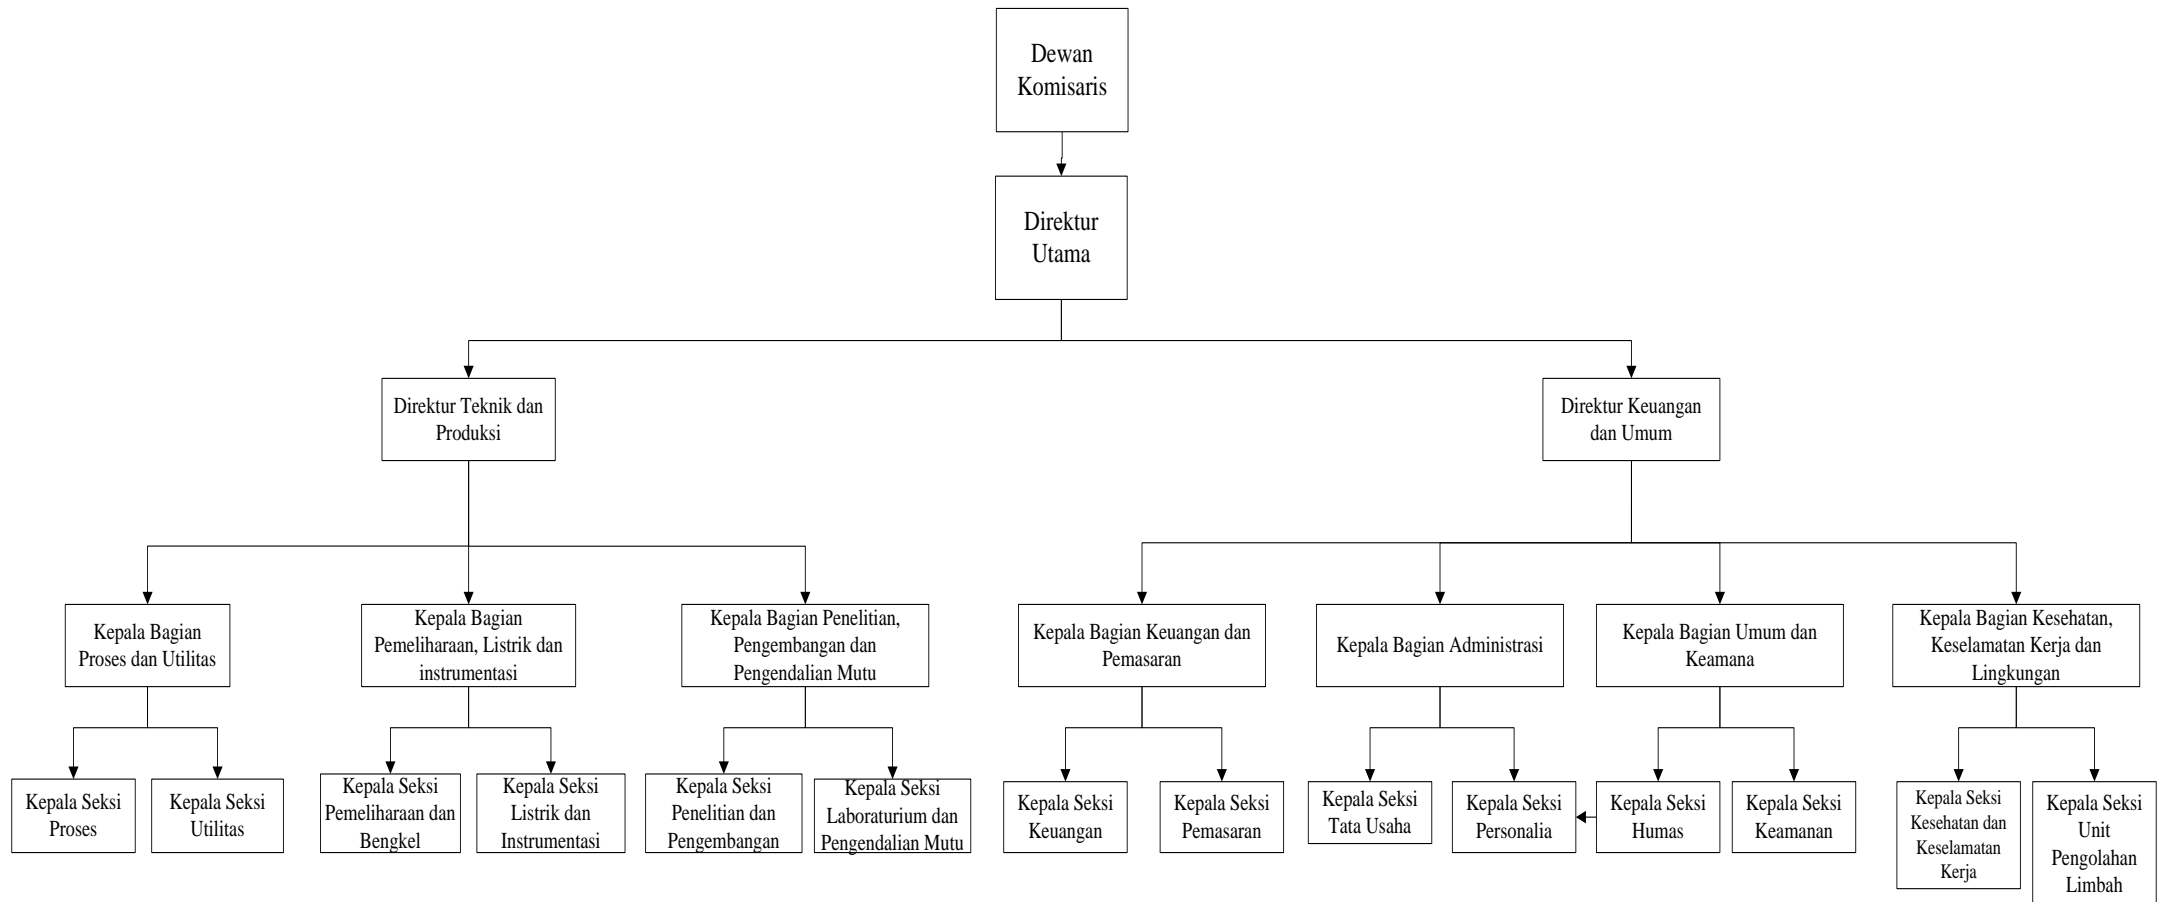 Dewan
Komisaris
Direktur
Utama
Direktur Teknik dan
Produksi
Direktur Keuangan
dan Umum
Kepala Bagian
Proses dan Utilitas
Kepala Bagian
Pemeliharaan, Listrik dan
instrumentasi
Kepala Bagian Penelitian,
Pengembangan dan
Pengendalian Mutu
Kepala Bagian Keuangan dan
Pemasaran
Kepala Bagian Administrasi
Kepala Bagian Umum dan
Keamana
Kepala Bagian Kesehatan,
Keselamatan Kerja dan
Lingkungan
Kepala Seksi
Proses
Kepala Seksi
Utilitas
Kepala Seksi
Pemeliharaan dan
Bengkel
Kepala Seksi
Listrik dan
Instrumentasi
Kepala Seksi
Penelitian dan
Pengembangan
Kepala Seksi
Laboraturium dan
Pengendalian Mutu
Kepala Seksi
Keuangan
Kepala Seksi
Pemasaran
Kepala Seksi
Tata Usaha
Kepala Seksi
Personalia
Kepala Seksi
Humas
Kepala Seksi
Keamanan
Kepala Seksi
Kesehatan dan
Keselamatan
Kerja
Kepala Seksi
Unit
Pengolahan
Limbah